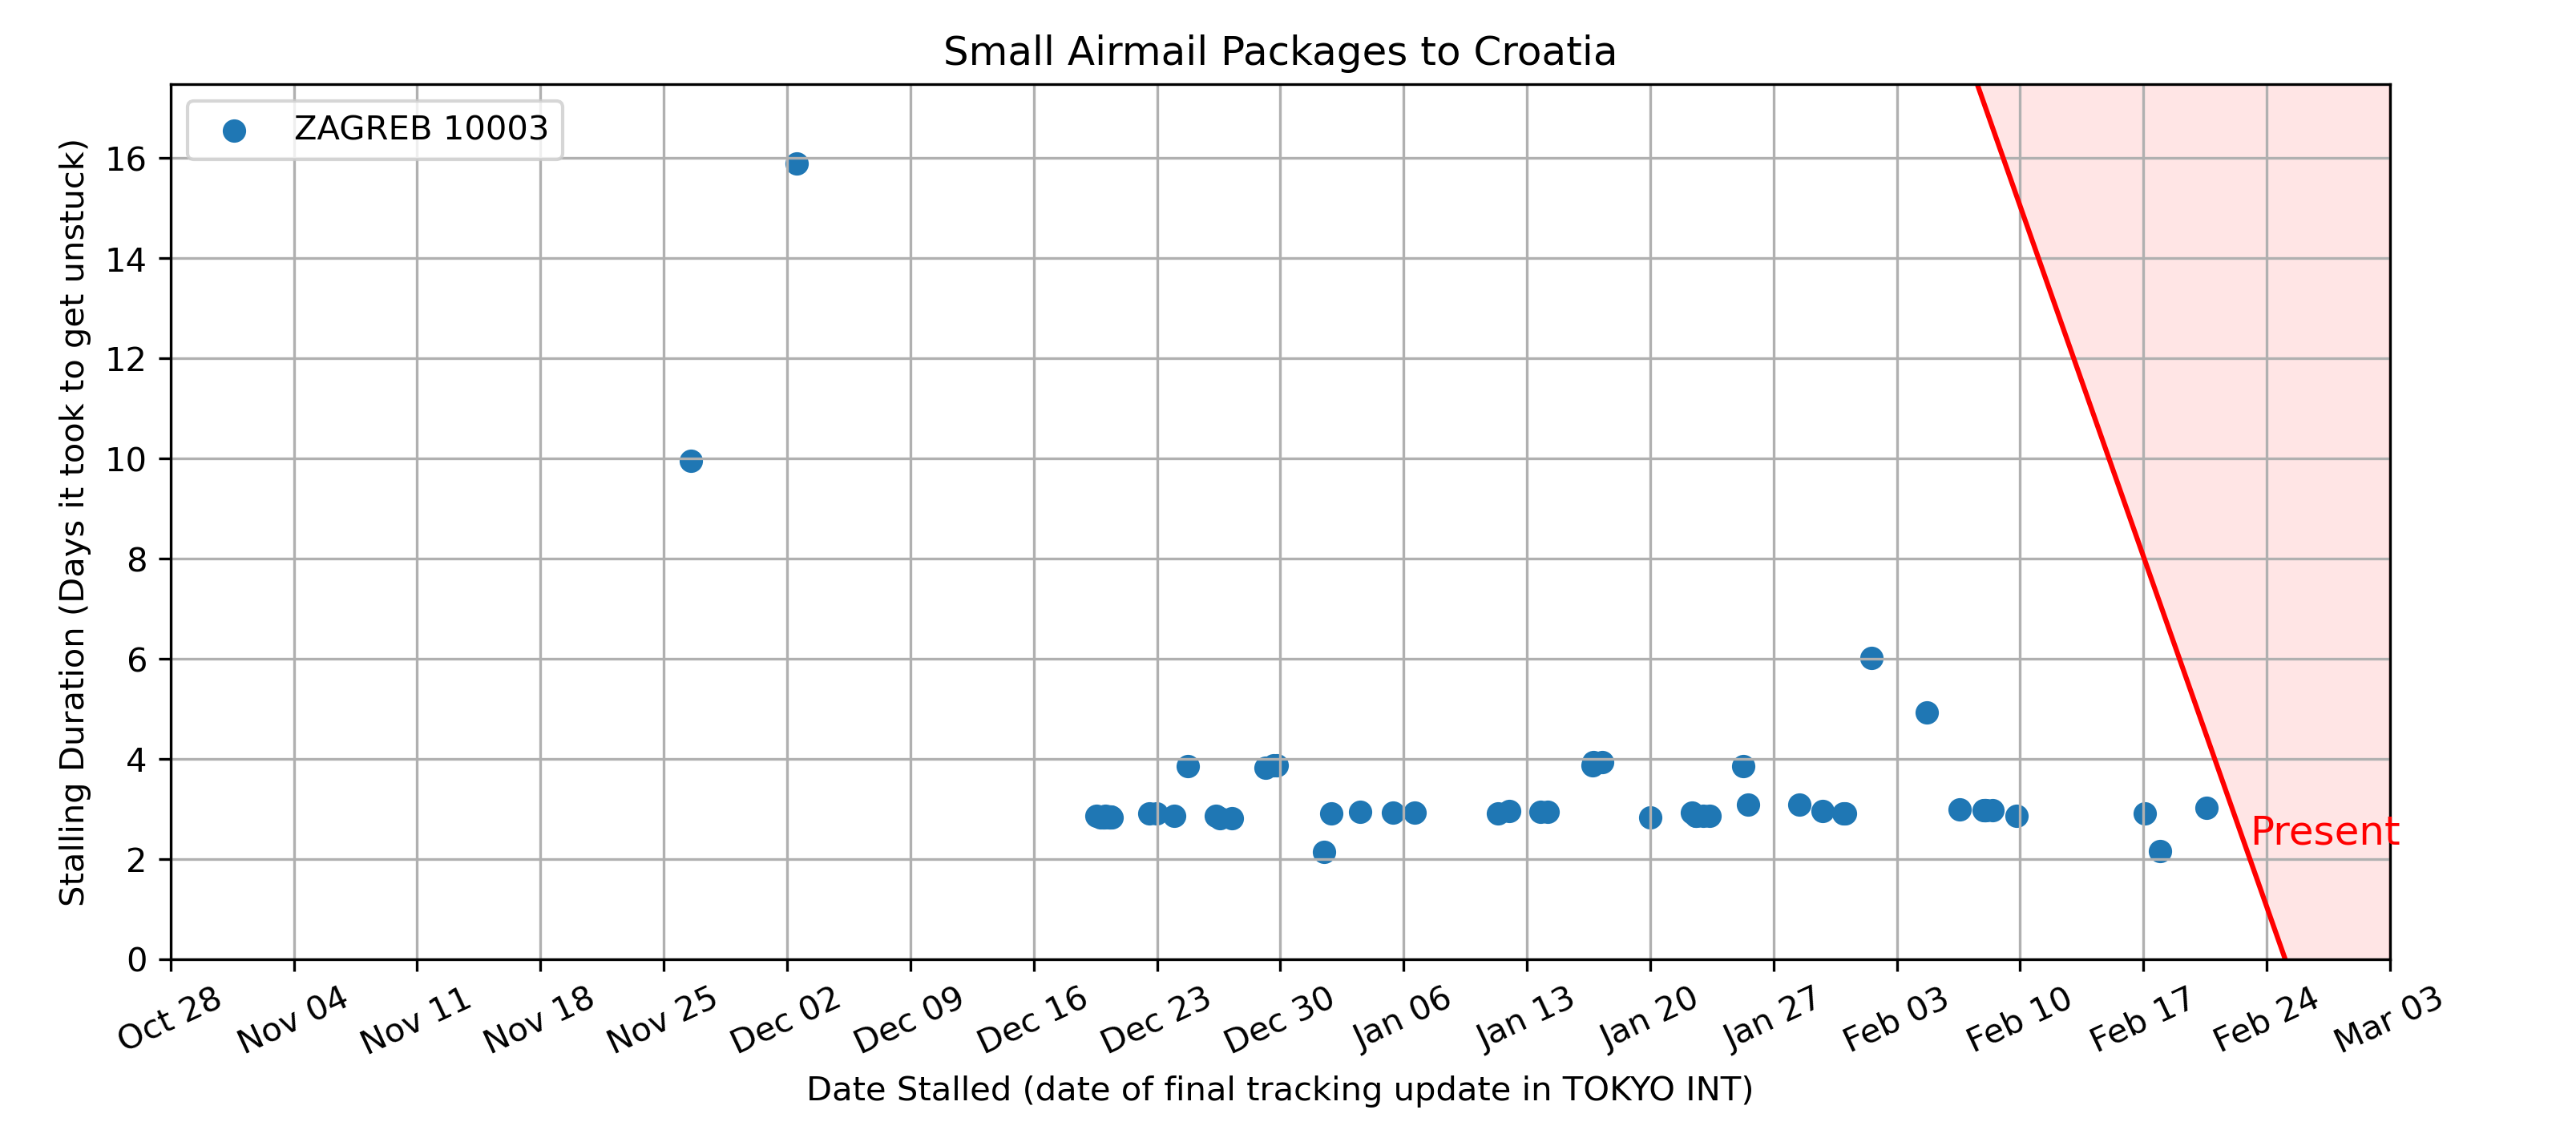 Small Airmail Packages to Croatia
ZAGREB 10003
Stalling Duration (Days it took to get unstuck)
16
14
12
10
8
6
4
2
0
Present
Oct 28 Nov 04 Nov 11 Nov 18 Nov 25 Dec 02 Dec 09 Dec 16 Dec 23 Dec 30 Jan 06 Jan 13 Jan 20 Jan 27 Feb 03 Feb 10 Feb 17 Feb 24 Mar 03
Date Stalled (date of final tracking update in TOKYO INT)